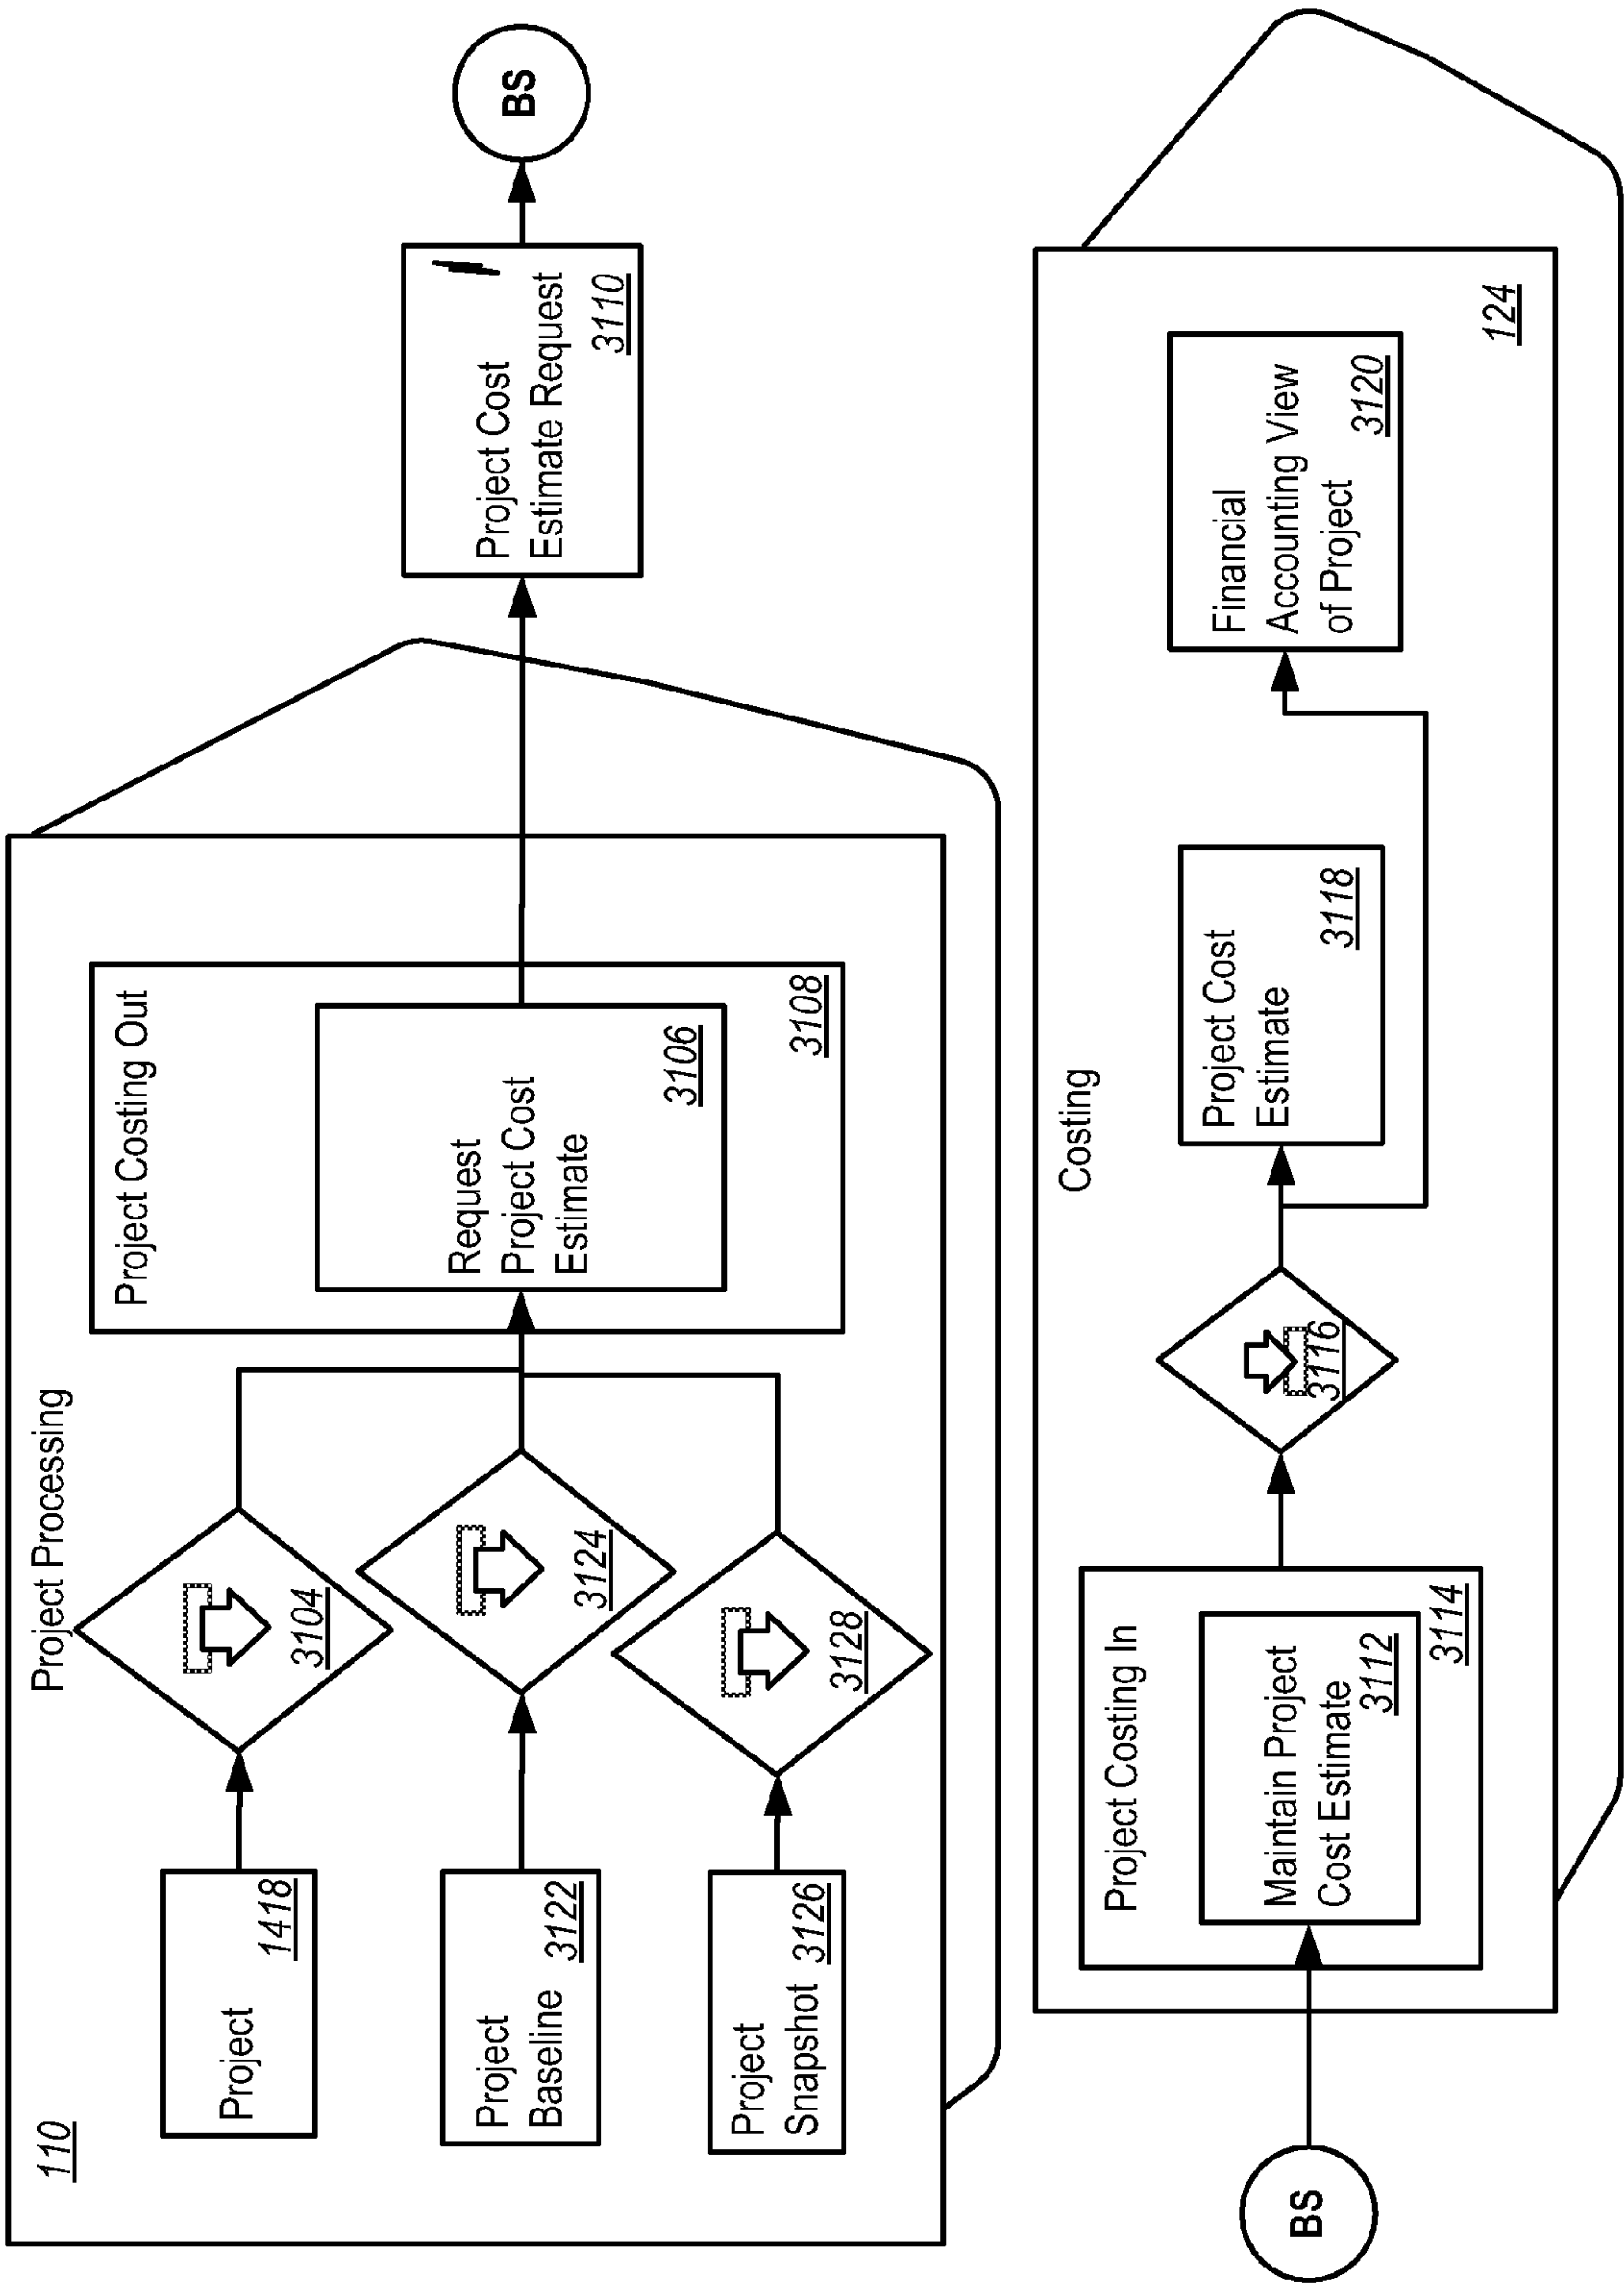 110
Project Processing
Project
1418
3104
Project
Baseline
3122
3124
Project
Snapshot
3126
3128
Project Costing Out
Request
Project Cost
Estimate
3106
3108
Project Cost
Estimate Request
3110
BS
BS
Costing
Project Costing In
Maintain Project
Cost Estimate
3112
3114
3116
Project Cost
Estimate
3118
Financial
Accounting View
of Project
3120
124